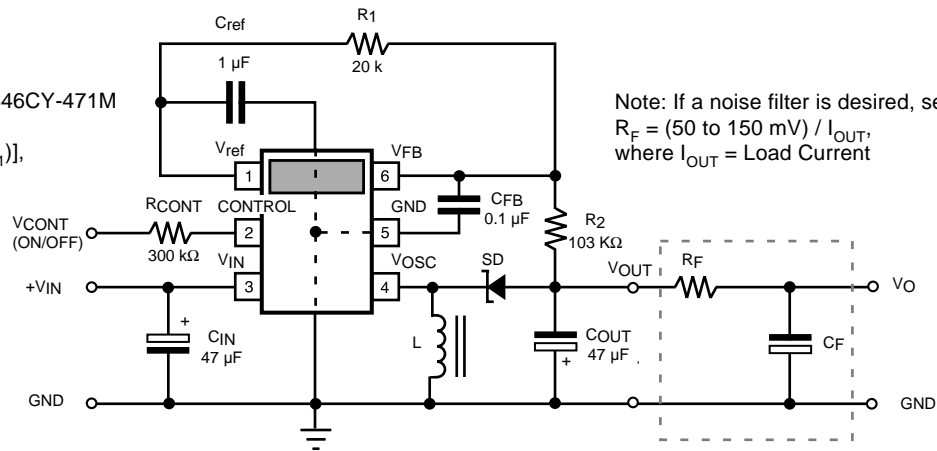 Cref
R1
20 k
1 µF
46CY-471M
1)],
Note: If a noise filter is desired, se
RF = (50 to 150 mV) / IOUT,
where IOUT = Load Current
Vref
VFB
1
6
RCONT
CONTROL
GND
CFB
0.1 µF
VCONT
(ON/OFF)
300 kΩ
2
5
R2
103 KΩ
VIN
VOSC
SD
VOUT
RF
+VIN
3
4
VO
CIN
47 µF
+
L
COUT
47 µF
+
CF
GND
GND